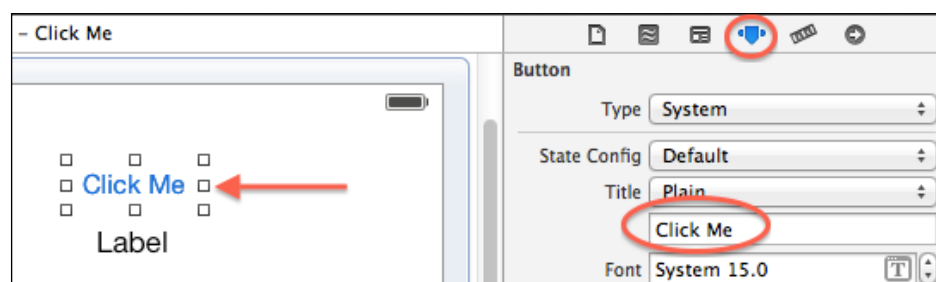 – Click Me
Button
Type System
State Config Default
Title Plain
Click Me
Click Me
Label
Font System 15.0 T